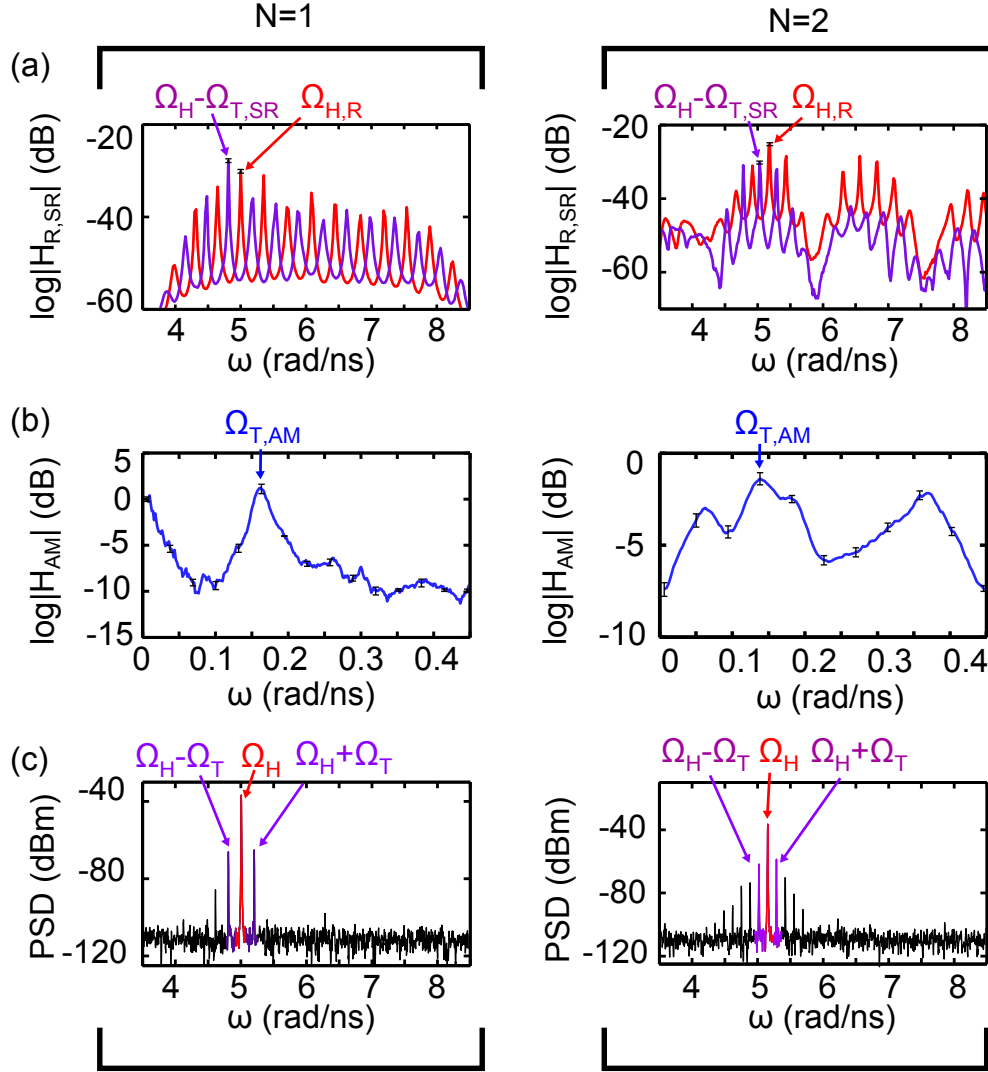 N=1
N=2
(a)
Ω_H-Ω_T,SR
Ω_H,R
Ω_H-Ω_T,SR
Ω_H,R
log|H_R,SR| (dB)
-20
-40
-60
4 5 6 7 8
ω (rad/ns)
log|H_R,SR| (dB)
-20
-40
-60
4 5 6 7 8
ω (rad/ns)
(b)
Ω_T,AM
Ω_T,AM
log|H_AM| (dB)
5
0
-5
-10
-15
0 0.1 0.2 0.3 0.4
ω (rad/ns)
log|H_AM| (dB)
0
-5
-10
0 0.1 0.2 0.3 0.4
ω (rad/ns)
(c)
Ω_H-Ω_T
Ω_H
Ω_H+Ω_T
Ω_H-Ω_T
Ω_H
Ω_H+Ω_T
PSD (dBm)
-40
-80
-120
4 5 6 7 8
ω (rad/ns)
PSD (dBm)
-40
-80
-120
4 5 6 7 8
ω (rad/ns)